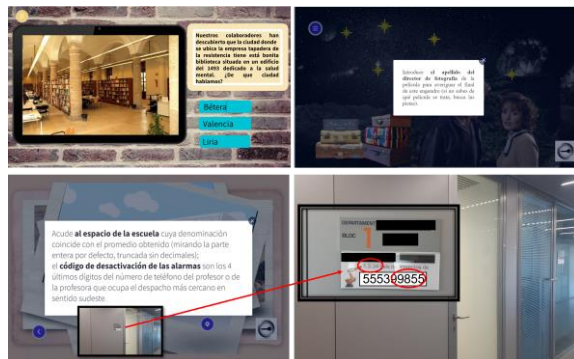 Nuestros colaboradores han
descubierto que la ciudad donde
se ubica la empresa tapadera de
la resistencia tiene está bonita
biblioteca situada en un edificio
del 1493 dedicado a la salud
mental. ¿De que ciudad
hablamos?
Bétera
Valencia
Liria
Introduce el apellido del
director de fotografía de la
película para averiguar el final
de este engendro (si no sabes de
qué película se trata, busca las
pistas).
Acude al espacio de la escuela cuya denominación
coincide con el promedio obtenido (mirando la parte
entera por defecto, truncada sin decimales);
el código de desactivación de las alarmas son los 4
últimos dígitos del número de teléfono del profesor o de
la profesora que ocupa el despacho más cercano en
sentido sudeste
DEPARTAMENT
BLOC
1
555399855